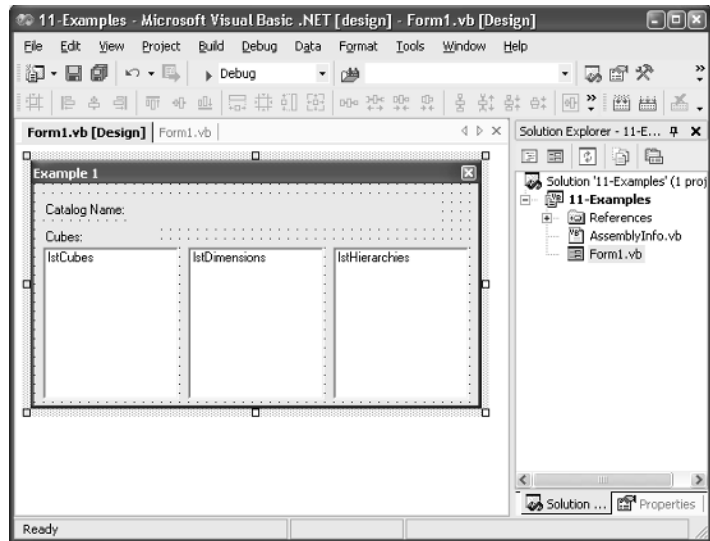 11-Examples - Microsoft Visual Basic .NET [design] - Form1.vb [Design]
File Edit View Project Build Debug Data Format Tools Window Help
Debug
Form1.vb [Design] Form1.vb
Solution Explorer - 11-E...
Example 1
Catalog Name:
Cubes:
lstCubes lstDimensions lstHierarchies
Solution '11-Examples' (1 proj
11-Examples
References
AssemblyInfo.vb
Form1.vb
Solution ... Properties
Ready